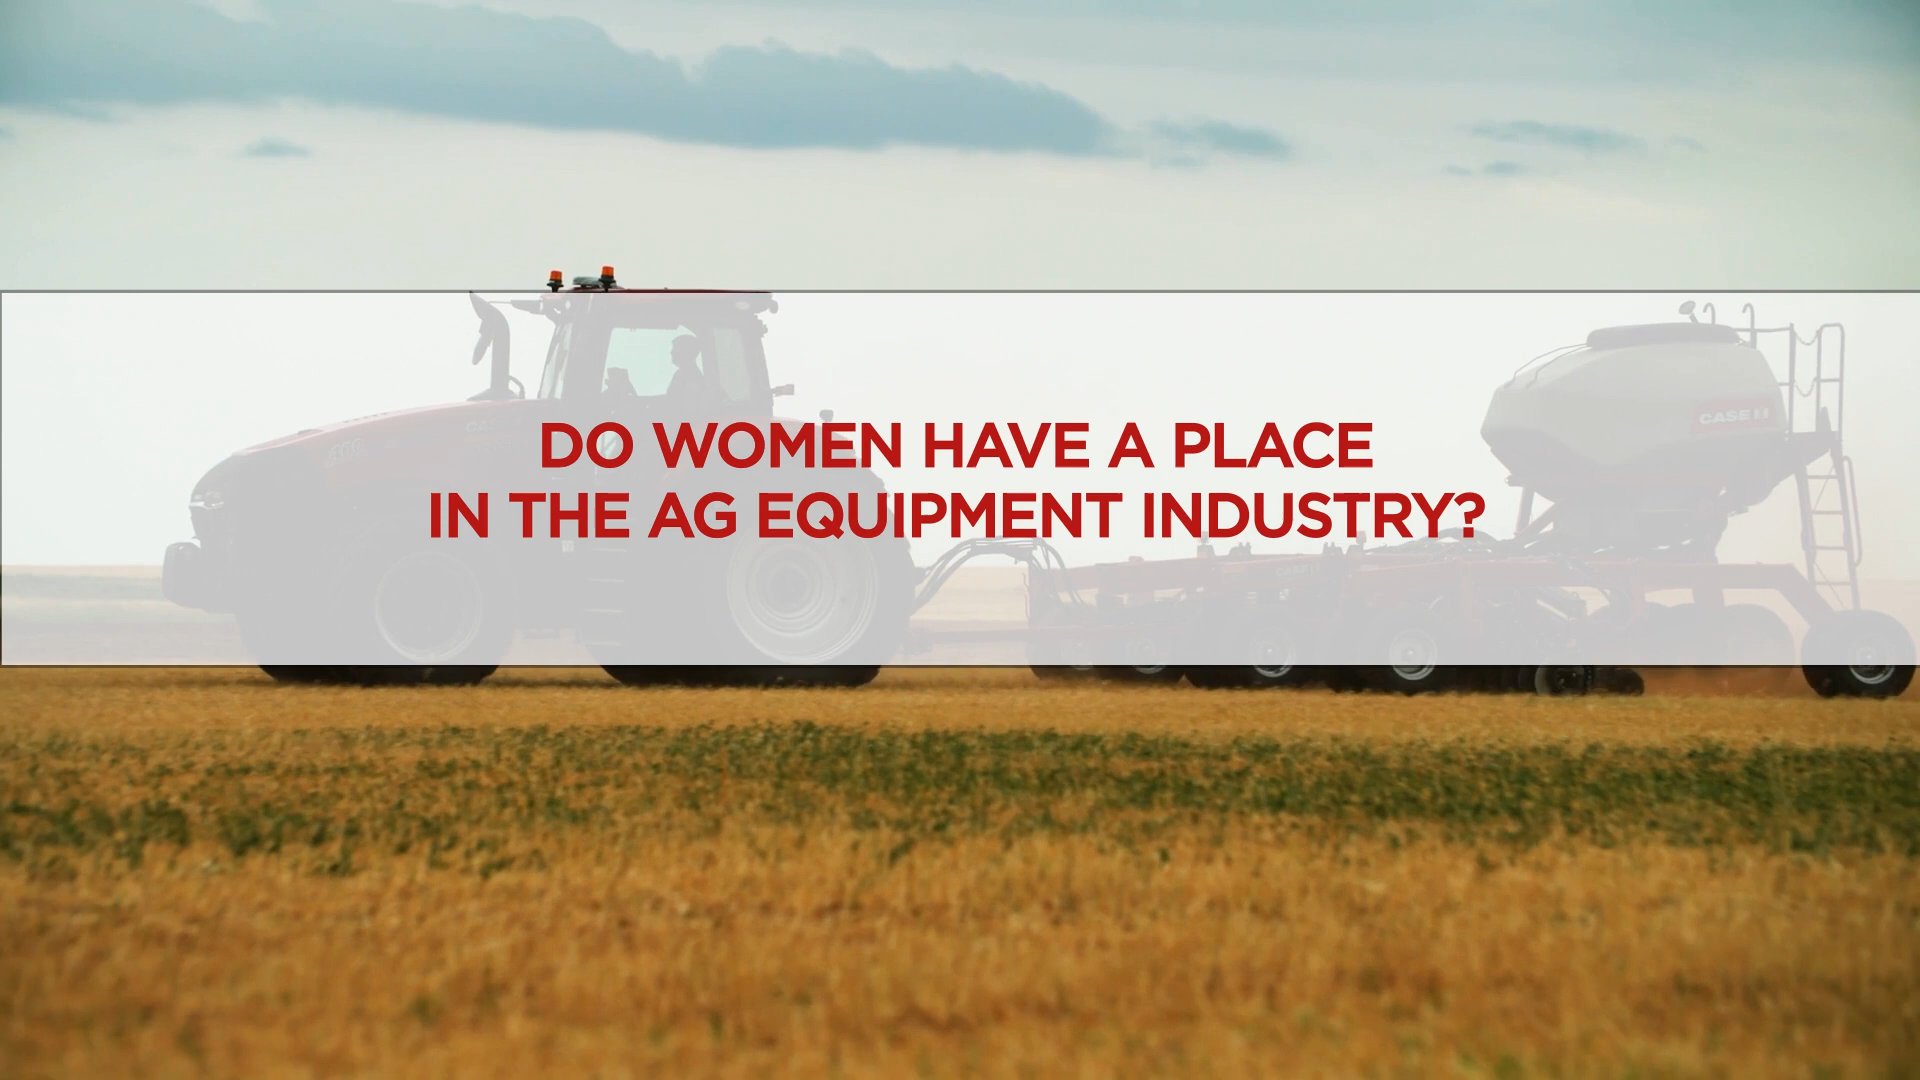 DO WOMEN HAVE A PLACE
IN THE AG EQUIPMENT INDUSTRY?
CASE IH